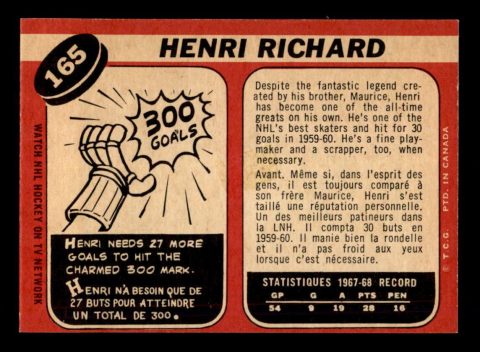 165
HENRI RICHARD
WATCH NHL HOCKEY ON TV NETWORK
300
GOALS
HENRI NEEDS 27 MORE
GOALS TO HIT THE
CHARMED 300 MARK.
HENRI N'A BESOIN QUE DE
27 BUTS POUR ATTEINDRE
UN TOTAL DE 300.
Despite the fantastic legend cre-
ated by his brother, Maurice, Henri
has become one of the all-time
greats on his own. He's one of the
NHL's best skaters and hit for 30
goals in 1959-60. He's a fine play-
maker and a scrapper, too, when
necessary.
Avant. Même si, dans l'esprit des
gens, il est toujours comparé à
son frère Maurice, Henri s'est
taillé une réputation personnelle.
Un des meilleurs patineurs dans
la LNH. Il compta 30 buts en
1959-60. Il manie bien la rondelle
et il n'a pas froid aux yeux
lorsque c'est nécessaire.
STATISTIQUES 1967-68 RECORD
GP G A PTS PEN
54 9 19 28 16
© T.C.G. PTD. IN CANADA